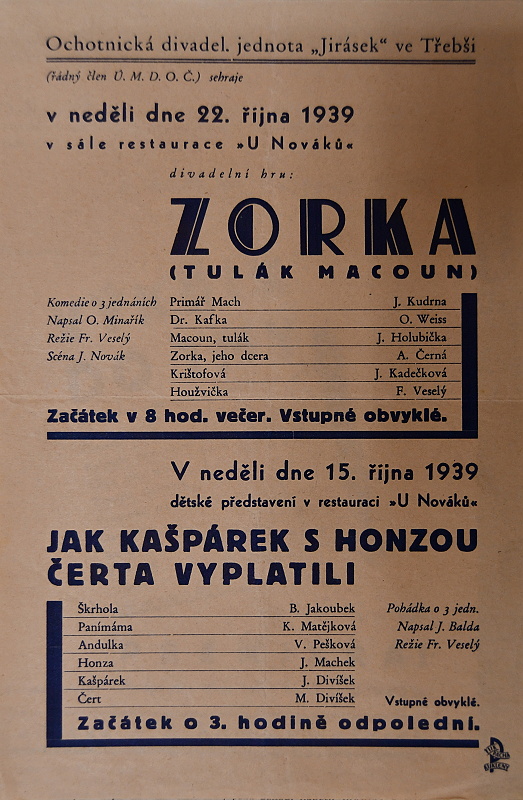 Ochotnická divadel. jednota „Jirásek“ ve Třebši
(řádný člen Ú. M. D. O. Č.) sehraje
v neděli dne 22. října 1939
v sále restaurace »U Nováků«
divadelní hru:
ZORKA
(TULÁK MACOUN)
Komedie o 3 jednáních
Napsal O. Minařík
Režie Fr. Veselý
Scéna J. Novák
Primář Mach J. Kudrna
Dr. Kafka O. Weiss
Macoun, tulák J. Holubička
Zorka, jeho dcera A. Černá
Krištofová J. Kadečková
Houžvička F. Veselý
Začátek v 8 hod. večer. Vstupné obvyklé.
V neděli dne 15. října 1939
dětské představení v restauraci »U Nováků«
JAK KAŠPÁREK S HONZOU
ČERTA VYPLATILI
Škrhola B. Jakoubek
Panímáma K. Matějková
Andulka V. Pešková
Honza J. Machek
Kašpárek J. Divíšek
Čert M. Divíšek
Pohádka o 3 jedn.
Napsal J. Balda
Režie Fr. Veselý
Vstupné obvyklé.
Začátek o 3. hodině odpolední.